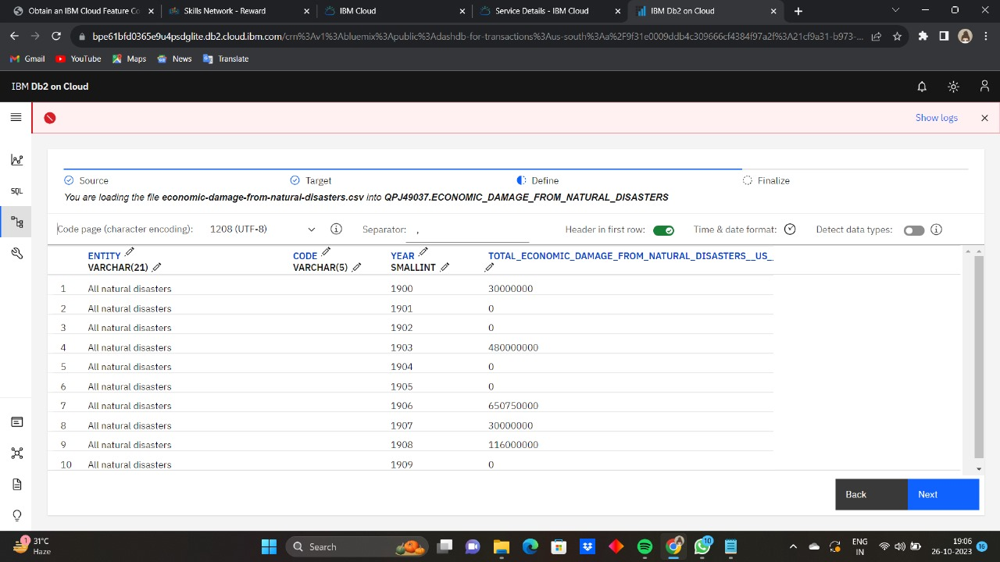 Obtain an IBM Cloud Feature Co
Skills Network - Reward
IBM Cloud
Service Details - IBM Cloud
IBM Db2 on Cloud
bpe61bfd0365e9u4psdglite.db2.cloud.ibm.com/crn%3Av1%3Abluemix%3Apublic%3Adashdb-for-transactions%3Aus-south%3Aa%2F9f31e0009ddb4c309666cf4384f97a2f%3A21cf9a31-b973-...
Gmail YouTube Maps News Translate
IBM Db2 on Cloud
Show logs
Source Target Define Finalize
You are loading the file economic-damage-from-natural-disasters.csv into QPJ49037.ECONOMIC_DAMAGE_FROM_NATURAL_DISASTERS
SQL
Code page (character encoding): 1208 (UTF-8) Separator: , Header in first row: Time & date format: Detect data types:
ENTITY CODE YEAR TOTAL_ECONOMIC_DAMAGE_FROM_NATURAL_DISASTERS__US_
VARCHAR(21) VARCHAR(5) SMALLINT
1 All natural disasters 1900 30000000
2 All natural disasters 1901 0
3 All natural disasters 1902 0
4 All natural disasters 1903 480000000
5 All natural disasters 1904 0
6 All natural disasters 1905 0
7 All natural disasters 1906 650750000
8 All natural disasters 1907 30000000
9 All natural disasters 1908 116000000
10 All natural disasters 1909 0
Back Next
1 31°C
Haze
Search
10
ENG
IN
19:06
26-10-2023
16